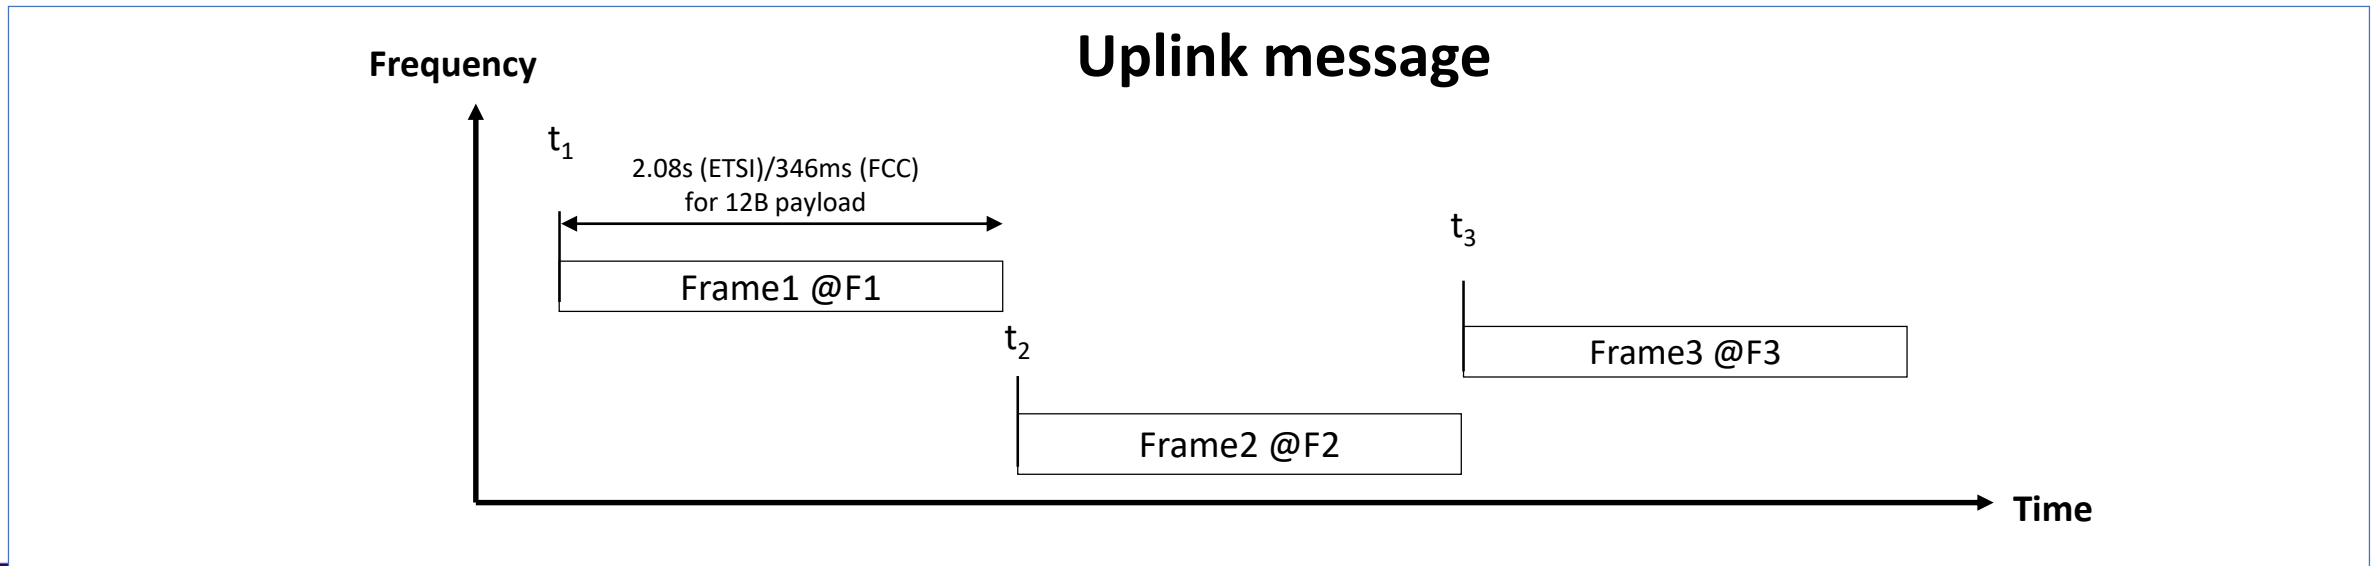 Uplink message
Frequency
t₁
2.08s (ETSI)/346ms (FCC)
for 12B payload
t₃
Frame1 @F1
t₂
Frame3 @F3
Frame2 @F2
Time